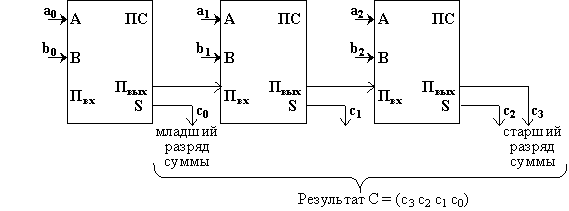 a0 A ПС
b0 B
Пвых
Пвх
S
c0
a1 A ПС
b1 B
Пвых
Пвх
S
c1
a2 A ПС
b2 B
Пвых
Пвх
S
c2 c3
младший
разряд
суммы
старший
разряд
суммы
Результат C = (c3 c2 c1 c0)